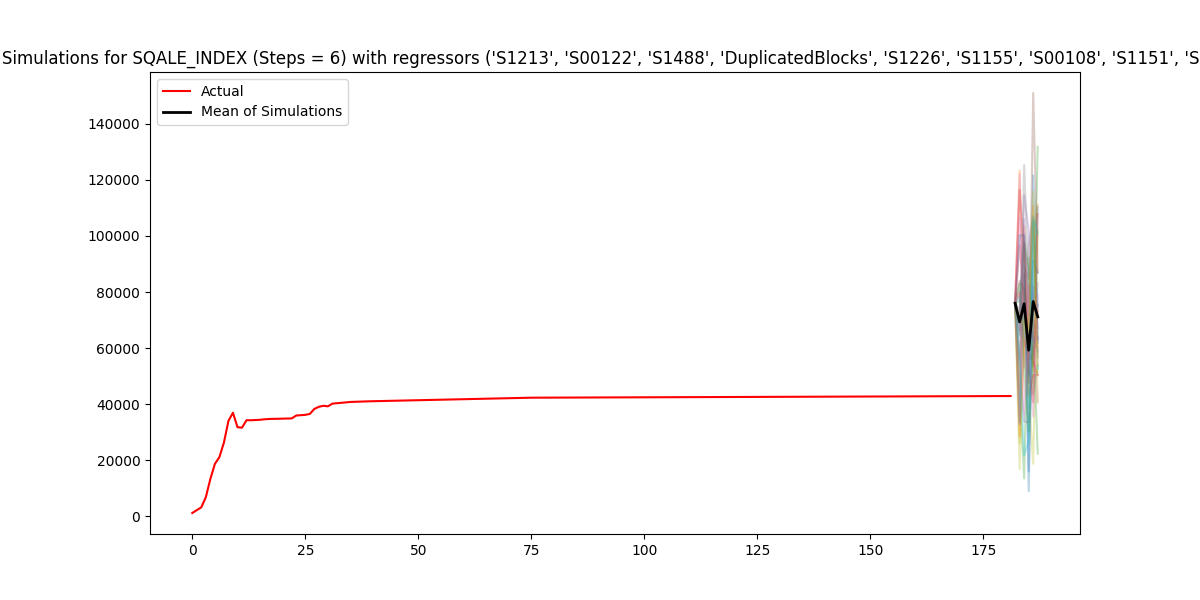 Simulations for SQALE_INDEX (Steps = 6) with regressors ('S1213', 'S00122', 'S1488', 'DuplicatedBlocks', 'S1226', 'S1155', 'S00108', 'S1151', 'S
Actual
Mean of Simulations
140000
120000
100000
80000
60000
40000
20000
0
0 25 50 75 100 125 150 175